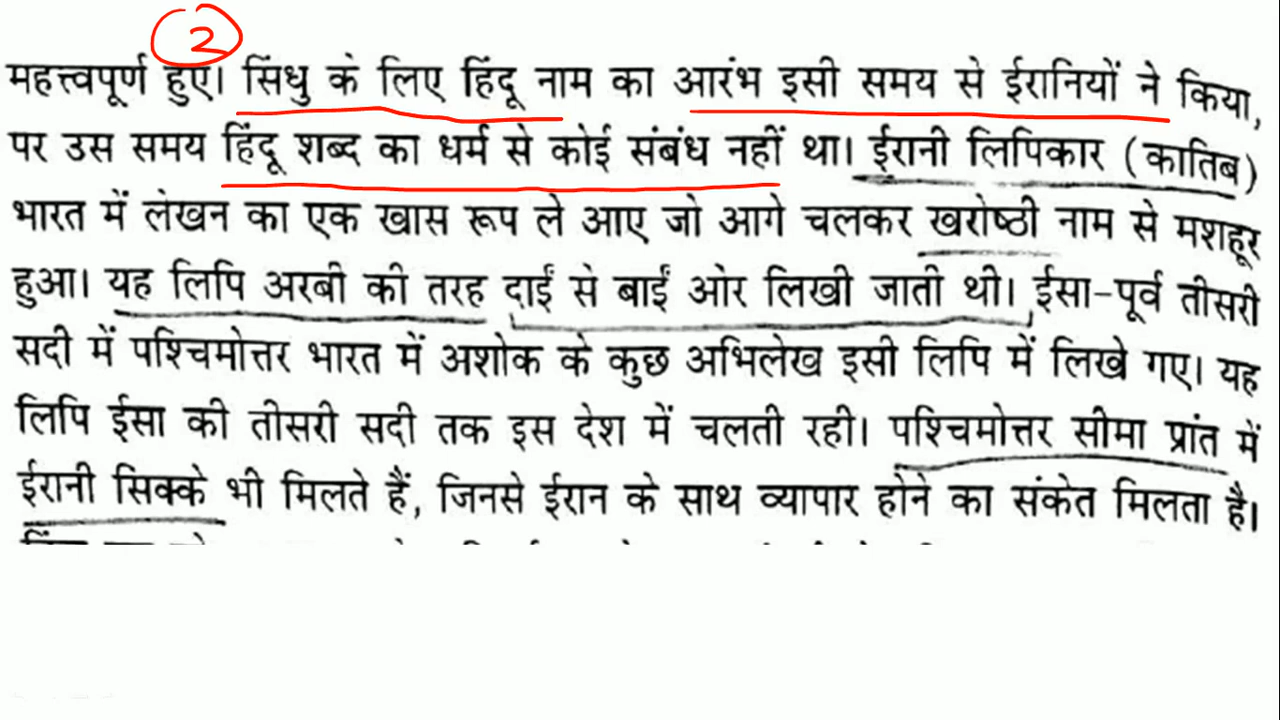 2
महत्त्वपूर्ण हुए। सिंधु के लिए हिंदू नाम का आरंभ इसी समय से ईरानियों ने किया,
पर उस समय हिंदू शब्द का धर्म से कोई संबंध नहीं था। ईरानी लिपिकार (कातिब)
भारत में लेखन का एक खास रूप ले आए जो आगे चलकर खरोष्ठी नाम से मशहूर
हुआ। यह लिपि अरबी की तरह दाईं से बाईं ओर लिखी जाती थी। ईसा-पूर्व तीसरी
सदी में पश्चिमोत्तर भारत में अशोक के कुछ अभिलेख इसी लिपि में लिखे गए। यह
लिपि ईसा की तीसरी सदी तक इस देश में चलती रही। पश्चिमोत्तर सीमा प्रांत में
ईरानी सिक्के भी मिलते हैं, जिनसे ईरान के साथ व्यापार होने का संकेत मिलता है।